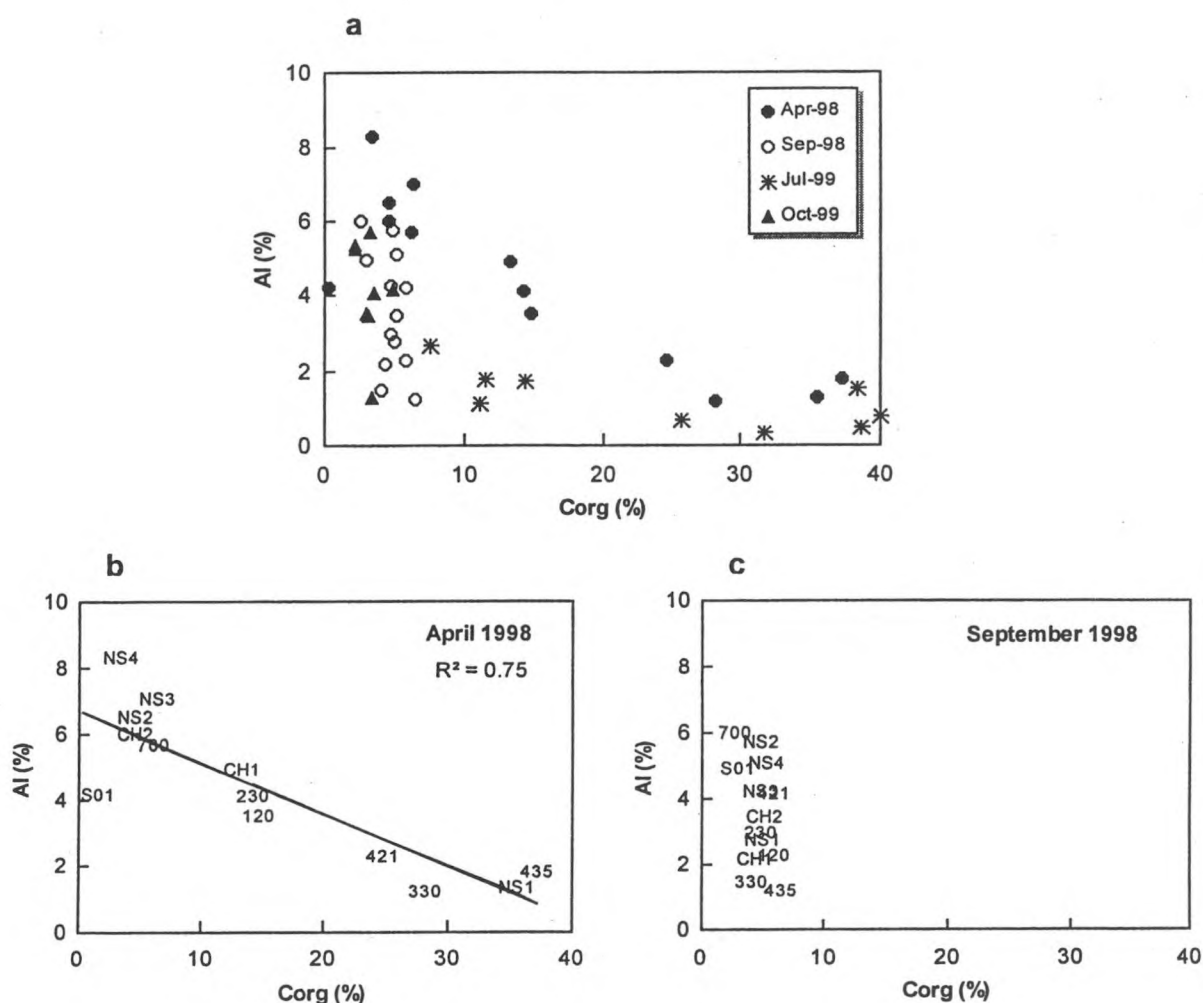 a
10
8
6
4
2
0
Al (%)
0 10 20 30 40
Corg (%)
Apr-98
Sep-98
Jul-99
Oct-99
b
10
8
6
4
2
0
Al (%)
April 1998
R² = 0.75
NS4
NS3
NS2
CH2
700
S01
CH1
230
120
421
330
NS1
435
0 10 20 30 40
Corg (%)
c
10
8
6
4
2
0
Al (%)
September 1998
700
NS2
S01
NS4
NS3
421
CH2
230
NS1
CH1
120
330
435
0 10 20 30 40
Corg (%)